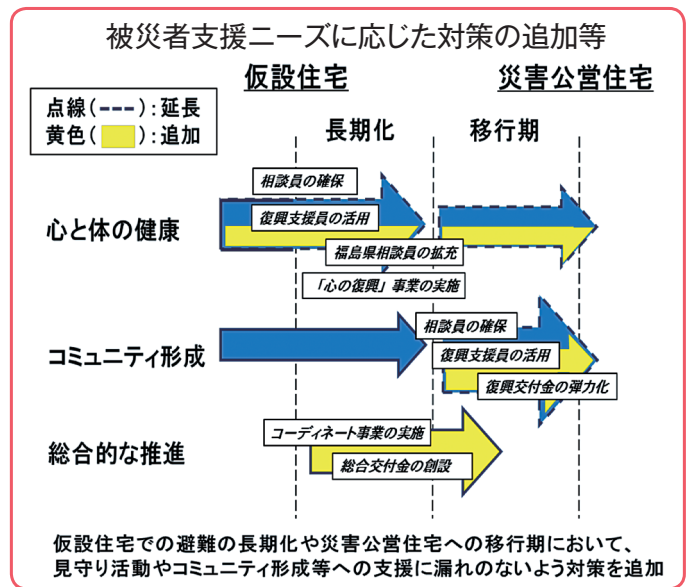 被災者支援ニーズに応じた対策の追加等
仮設住宅
災害公営住宅
点線(---):延長
黄色( ):追加
長期化
移行期
心と体の健康
相談員の確保
復興支援員の活用
福島県相談員の拡充
「心の復興」事業の実施
コミュニティ形成
相談員の確保
復興支援員の活用
復興交付金の弾力化
総合的な推進
コーディネート事業の実施
総合交付金の創設
仮設住宅での避難の長期化や災害公営住宅への移行期において、
見守り活動やコミュニティ形成等への支援に漏れのないよう対策を追加